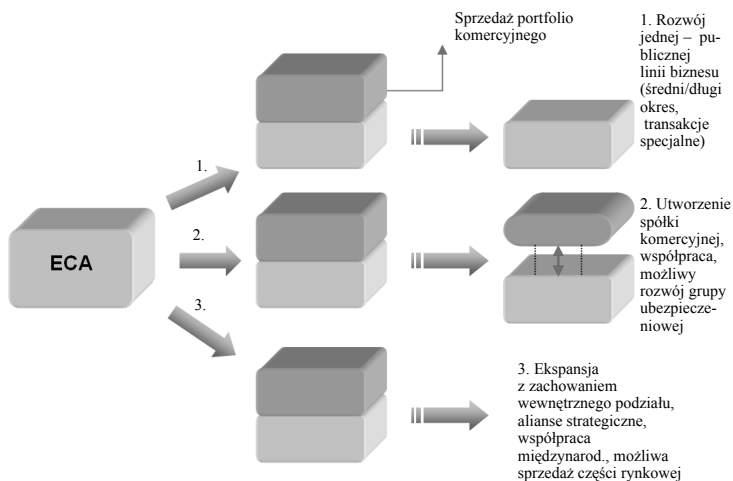 Sprzedaż portfolio
komercyjnego
1. Rozwój
jednej – pu-
blicznej
linii biznesu
(średni/długi
okres,
transakcje
specjalne)
1.
ECA
2.
2. Utworzenie
spółki
komercyjnej,
współpraca,
możliwy
rozwój grupy
ubezpiecze-
niowej
3.
3. Ekspansja
z zachowaniem
wewnętrznego podziału,
alianse strategiczne,
współpraca
międzynarod., możliwa
sprzedaż części rynkowej